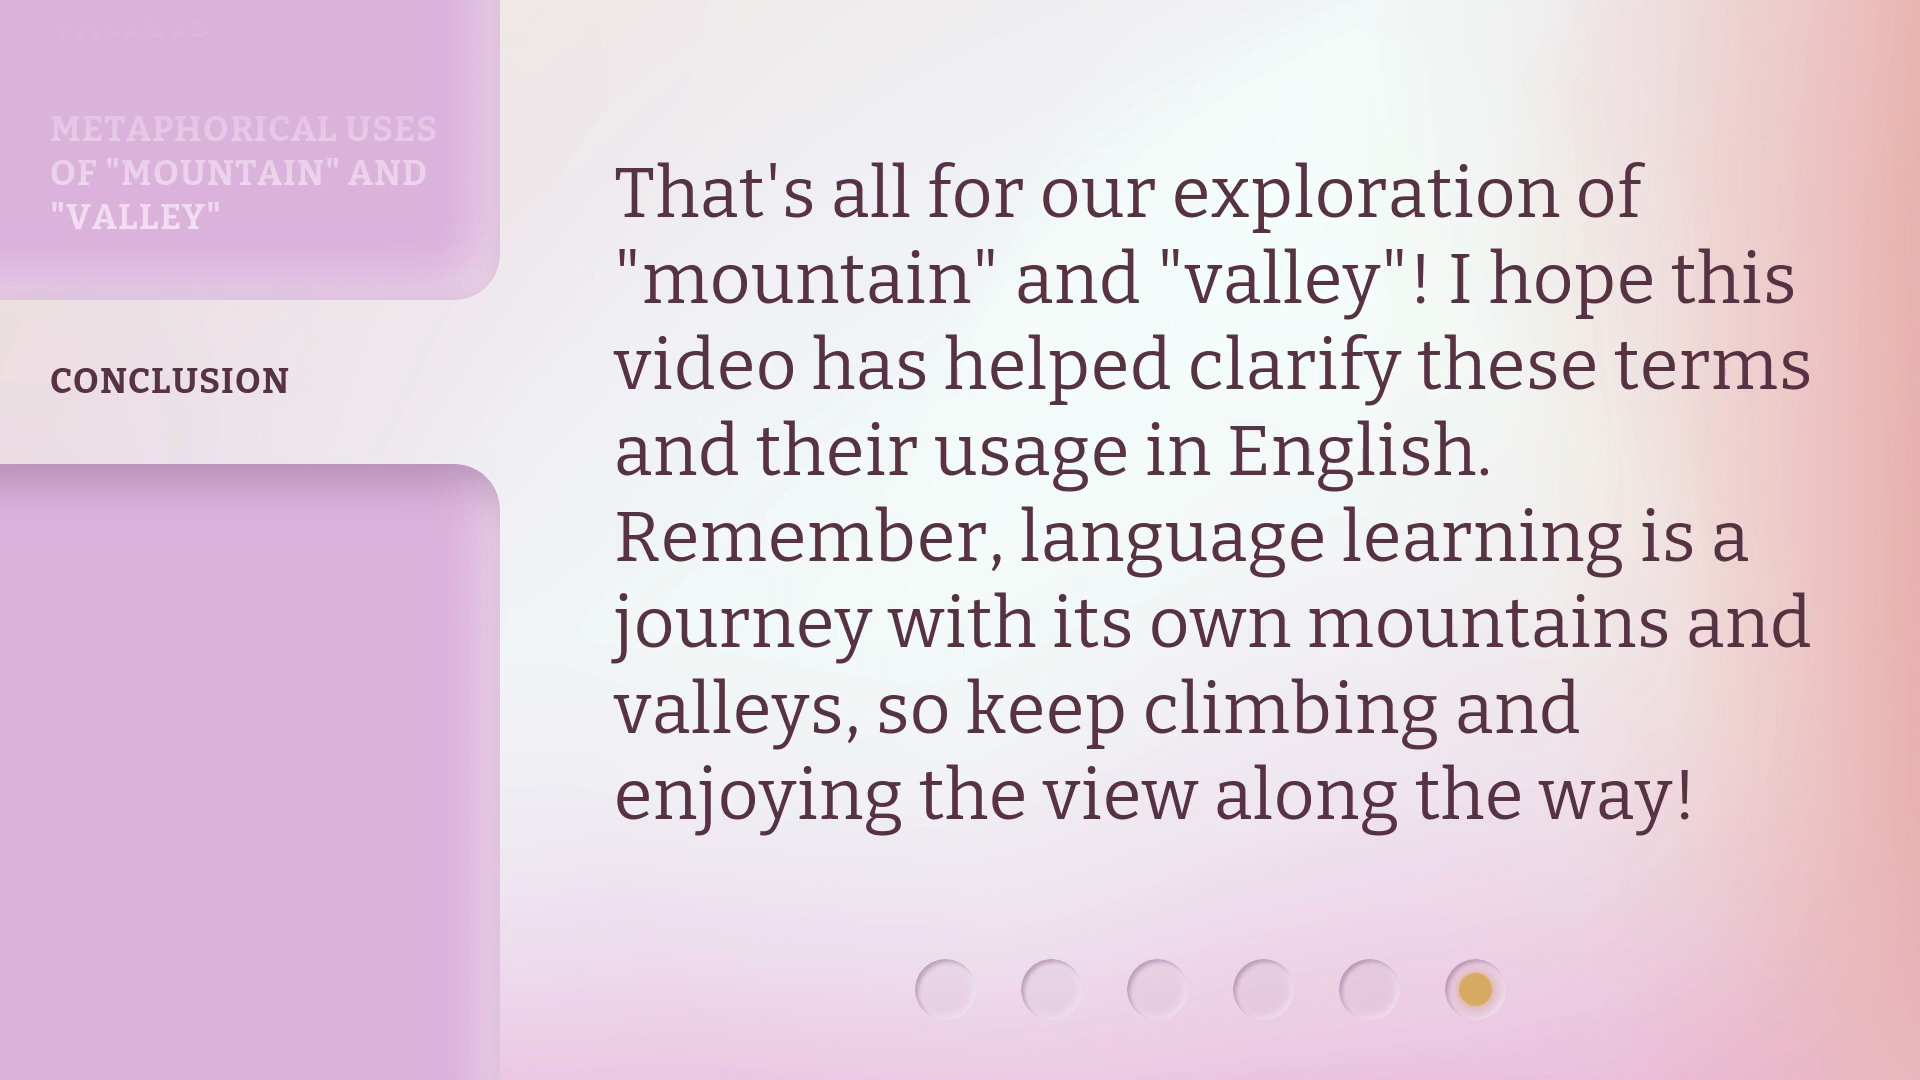 METAPHORICAL USES
OF "MOUNTAIN" AND
"VALLEY"
CONCLUSION
That's all for our exploration of
"mountain" and "valley"! I hope this
video has helped clarify these terms
and their usage in English.
Remember, language learning is a
journey with its own mountains and
valleys, so keep climbing and
enjoying the view along the way!